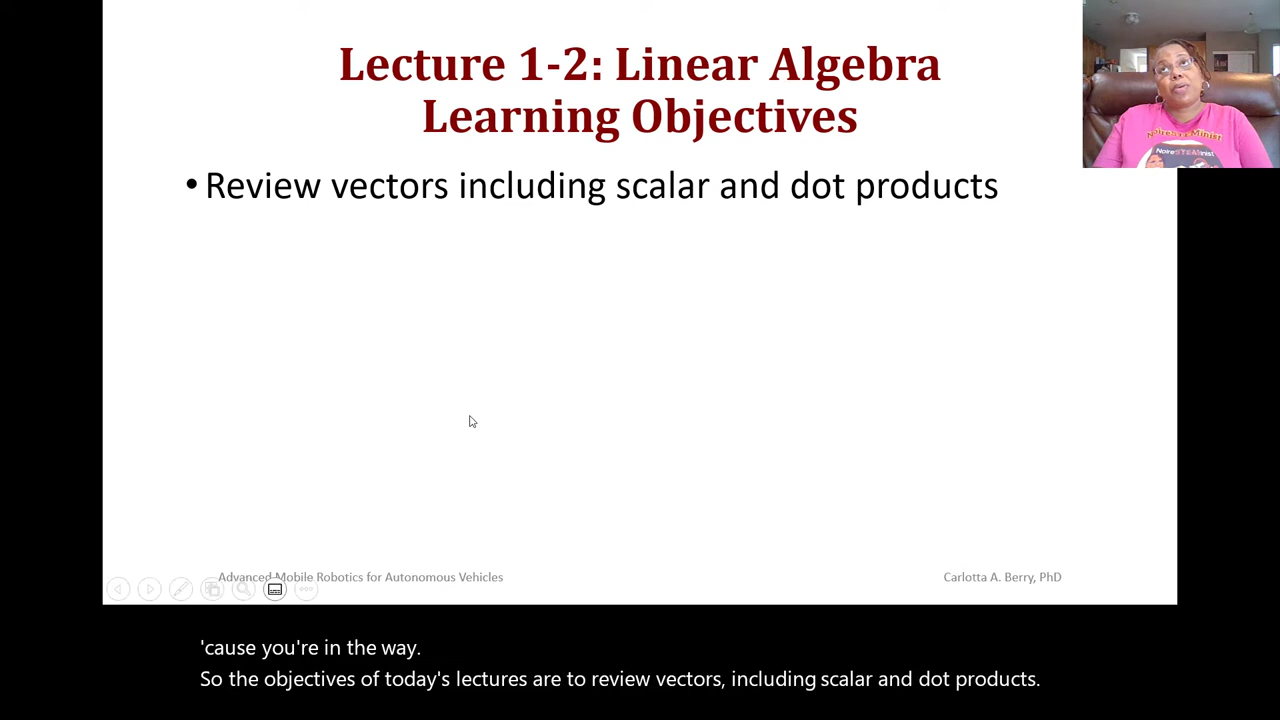 Lecture 1-2: Linear Algebra
Learning Objectives
• Review vectors including scalar and dot products
Advanced Mobile Robotics for Autonomous Vehicles
Carlotta A. Berry, PhD
'cause you're in the way.
So the objectives of today's lectures are to review vectors, including scalar and dot products.